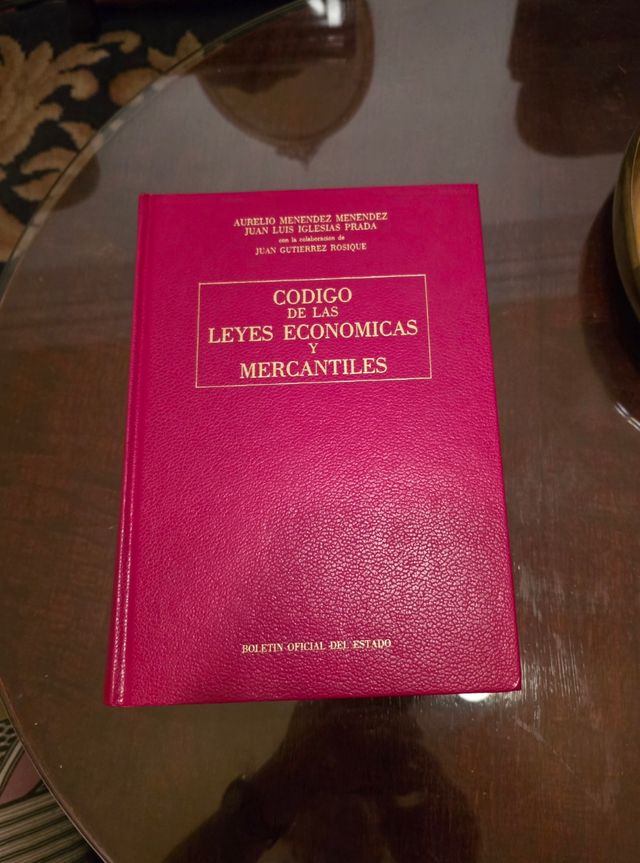 AURELIO MENENDEZ MENENDEZ
JUAN LUIS IGLESIAS PRADA
con la colaboración de
JUAN GUTIERREZ ROSIQUE
CODIGO
DE LAS
LEYES ECONOMICAS
Y
MERCANTILES
BOLETIN OFICIAL DEL ESTADO